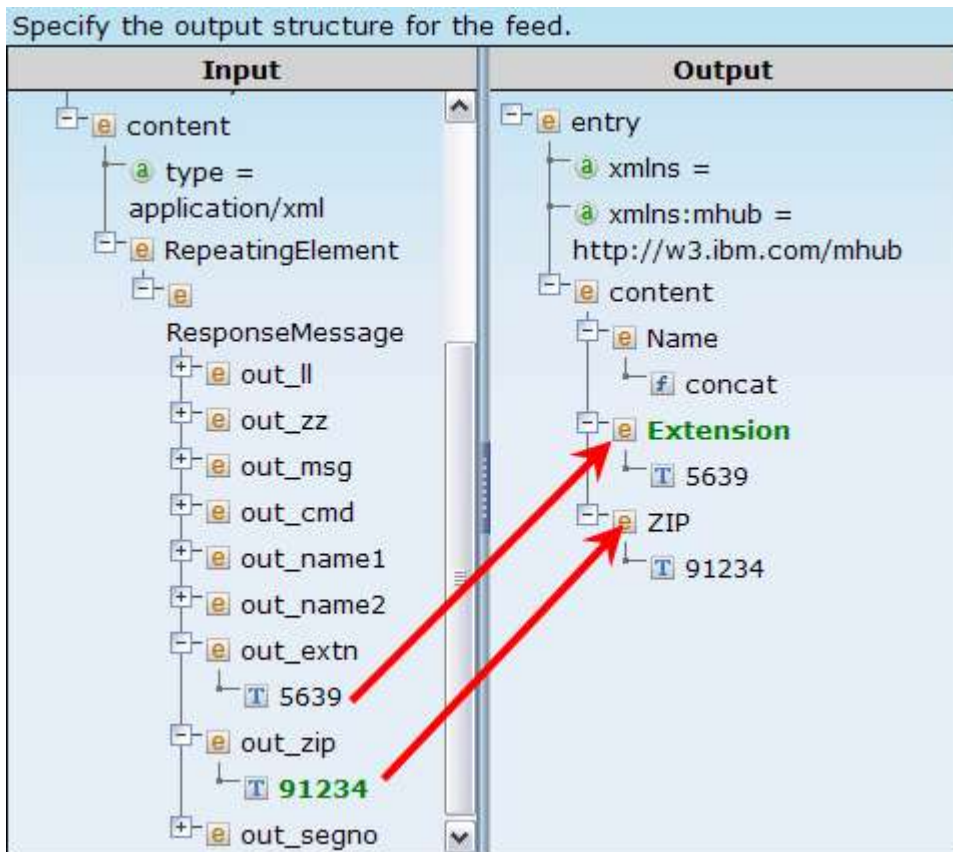 Specify the output structure for the feed.
Input
content
type =
application/xml
RepeatingElement
ResponseMessage
out_ll
out_zz
out_msg
out_cmd
out_name1
out_name2
out_extn
5639
out_zip
91234
out_segno
Output
entry
xmlns =
xmlns:mhub =
http://w3.ibm.com/mhub
content
Name
concat
Extension
5639
ZIP
91234